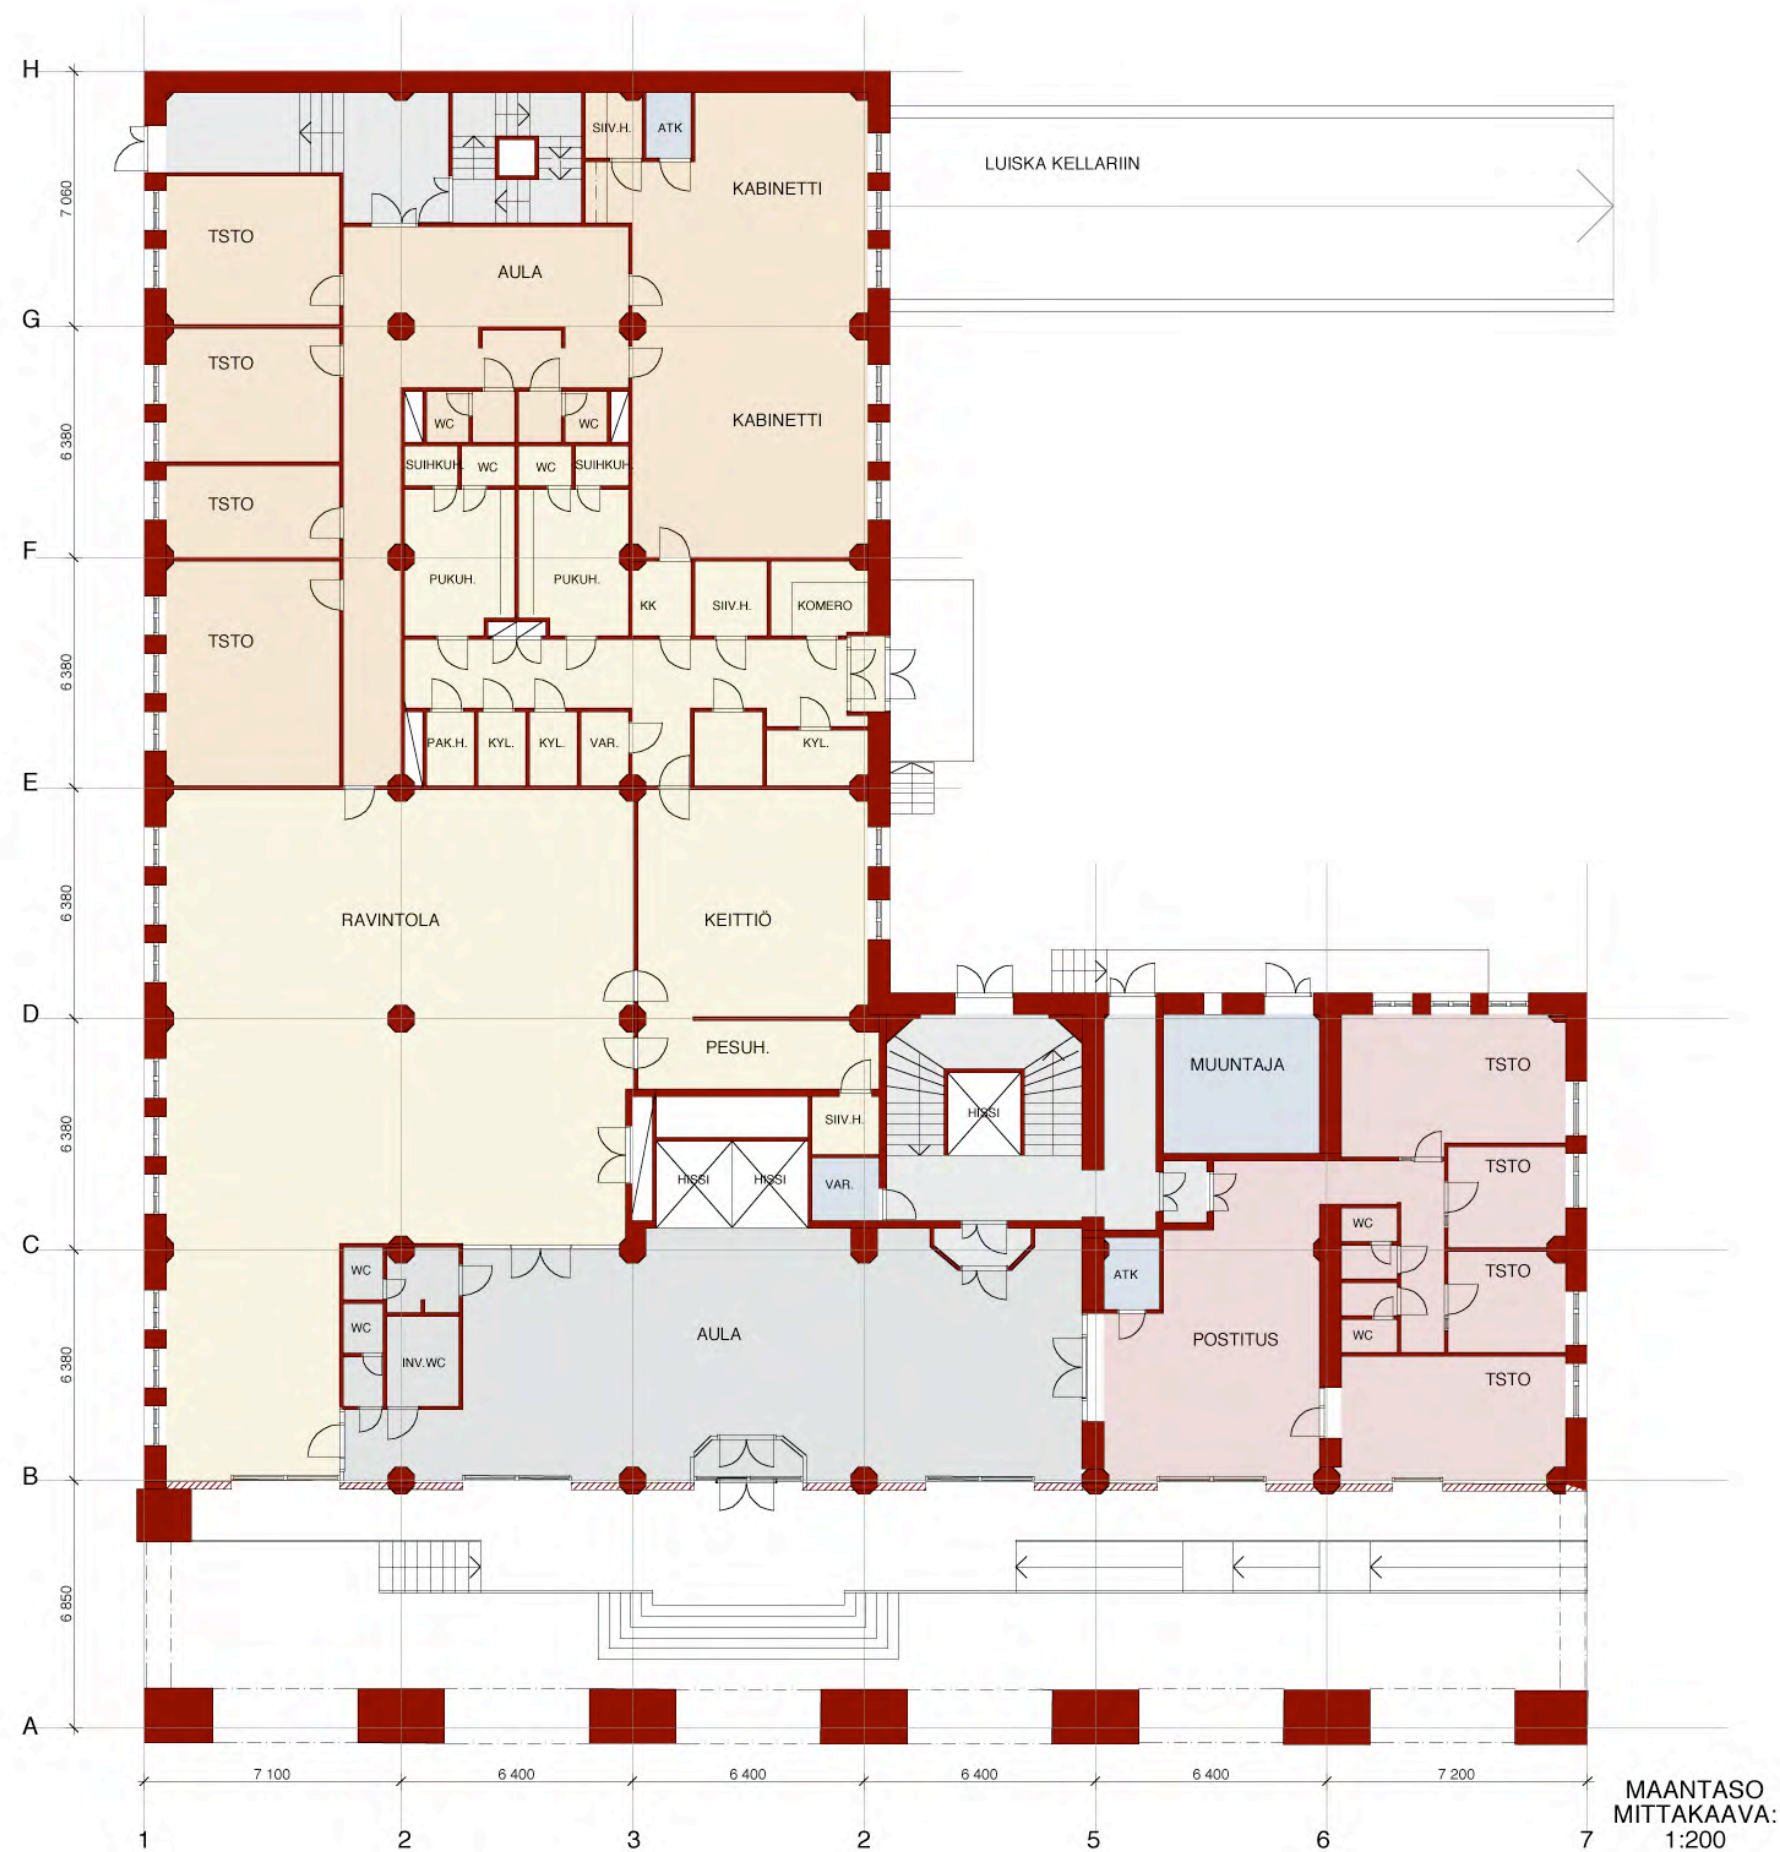 H
SIIV.H.
ATK
LUISKA KELLARIIN
KABINETTI
7 060
TSTO
AULA
G
TSTO
KABINETTI
WC
WC
6 380
SUIHKUH.
WC
WC
SUIHKUH.
TSTO
F
PUKUH.
PUKUH.
KK
SIIV.H.
KOMERO
TSTO
6 380
PAK.H.
KYL.
KYL.
VAR.
KYL.
E
6 380
RAVINTOLA
KEITTIÖ
D
PESUH.
MUUNTAJA
TSTO
HISSI
SIIV.H.
6 380
TSTO
HISSI
HISSI
VAR.
WC
C
WC
ATK
TSTO
WC
AULA
POSTITUS
WC
INV.WC
6 380
TSTO
B
6 850
A
7 100
6 400
6 400
6 400
6 400
7 200
MAANTASO
MITTAKAAVA:
1:200
1
2
3
2
5
6
7